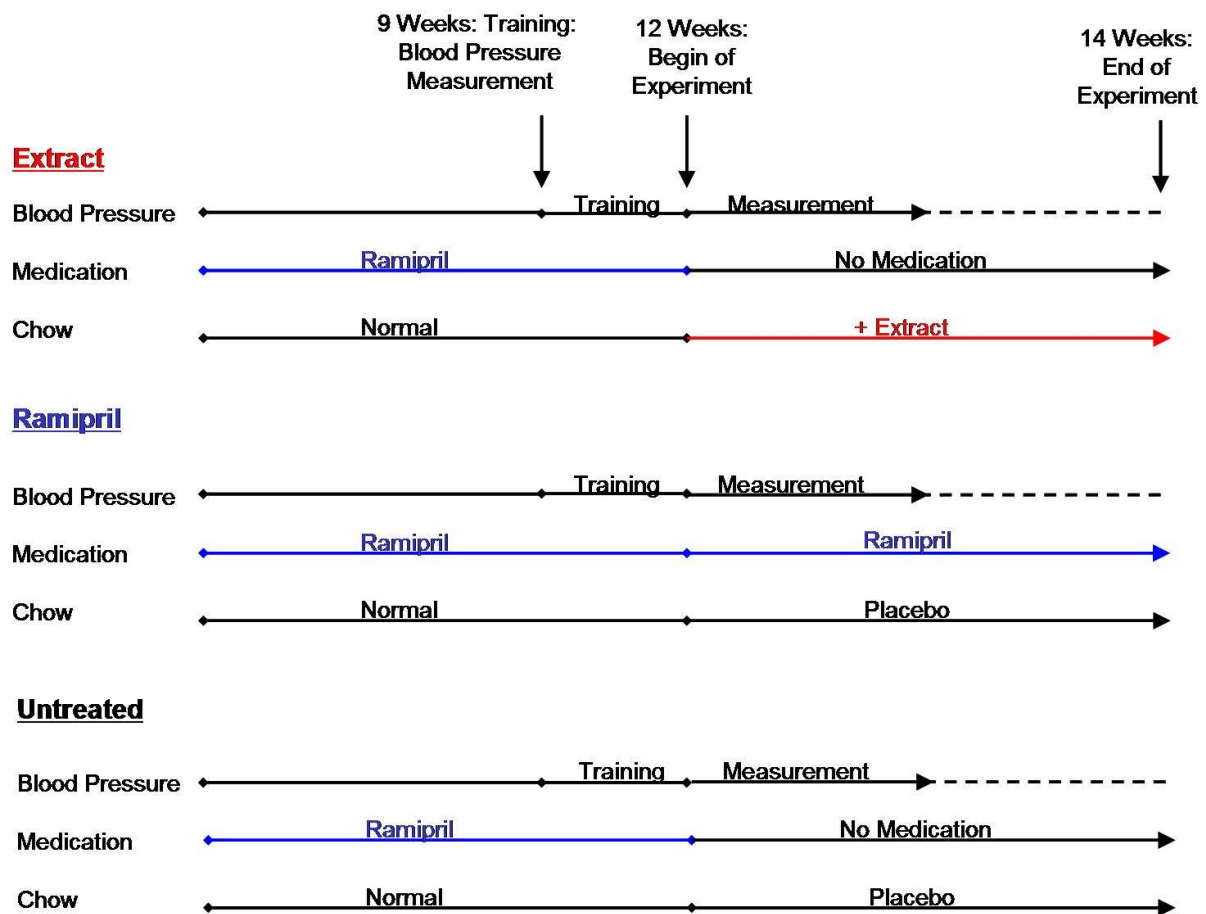 9 Weeks: Training:
Blood Pressure
Measurement
12 Weeks:
Begin of
Experiment
14 Weeks:
End of
Experiment
Extract
Blood Pressure
Training
Measurement
Medication
Ramipril
No Medication
Chow
Normal
+ Extract
Ramipril
Blood Pressure
Training
Measurement
Medication
Ramipril
Ramipril
Chow
Normal
Placebo
Untreated
Blood Pressure
Training
Measurement
Medication
Ramipril
No Medication
Chow
Normal
Placebo